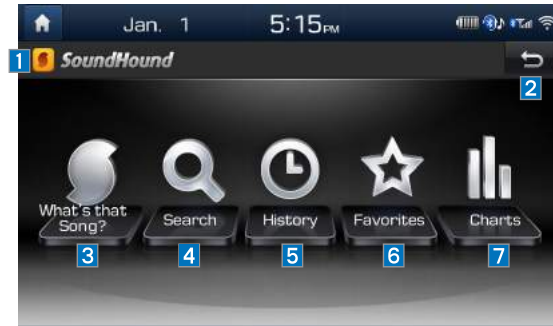 Jan. 1 5:15PM
1 SoundHound
2
What's that
Song?
Search
History
Favorites
Charts
3 4 5 6 7